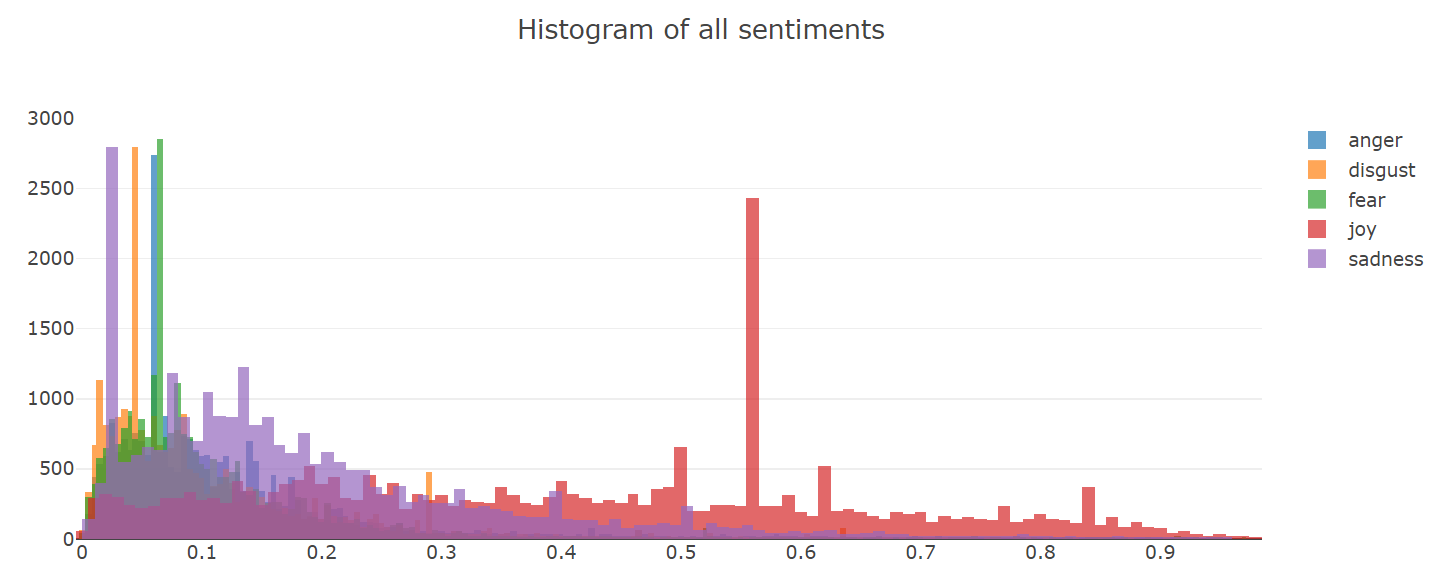 Histogram of all sentiments
3000
2500
2000
1500
1000
500
0
0 0.1 0.2 0.3 0.4 0.5 0.6 0.7 0.8 0.9
anger
disgust
fear
joy
sadness